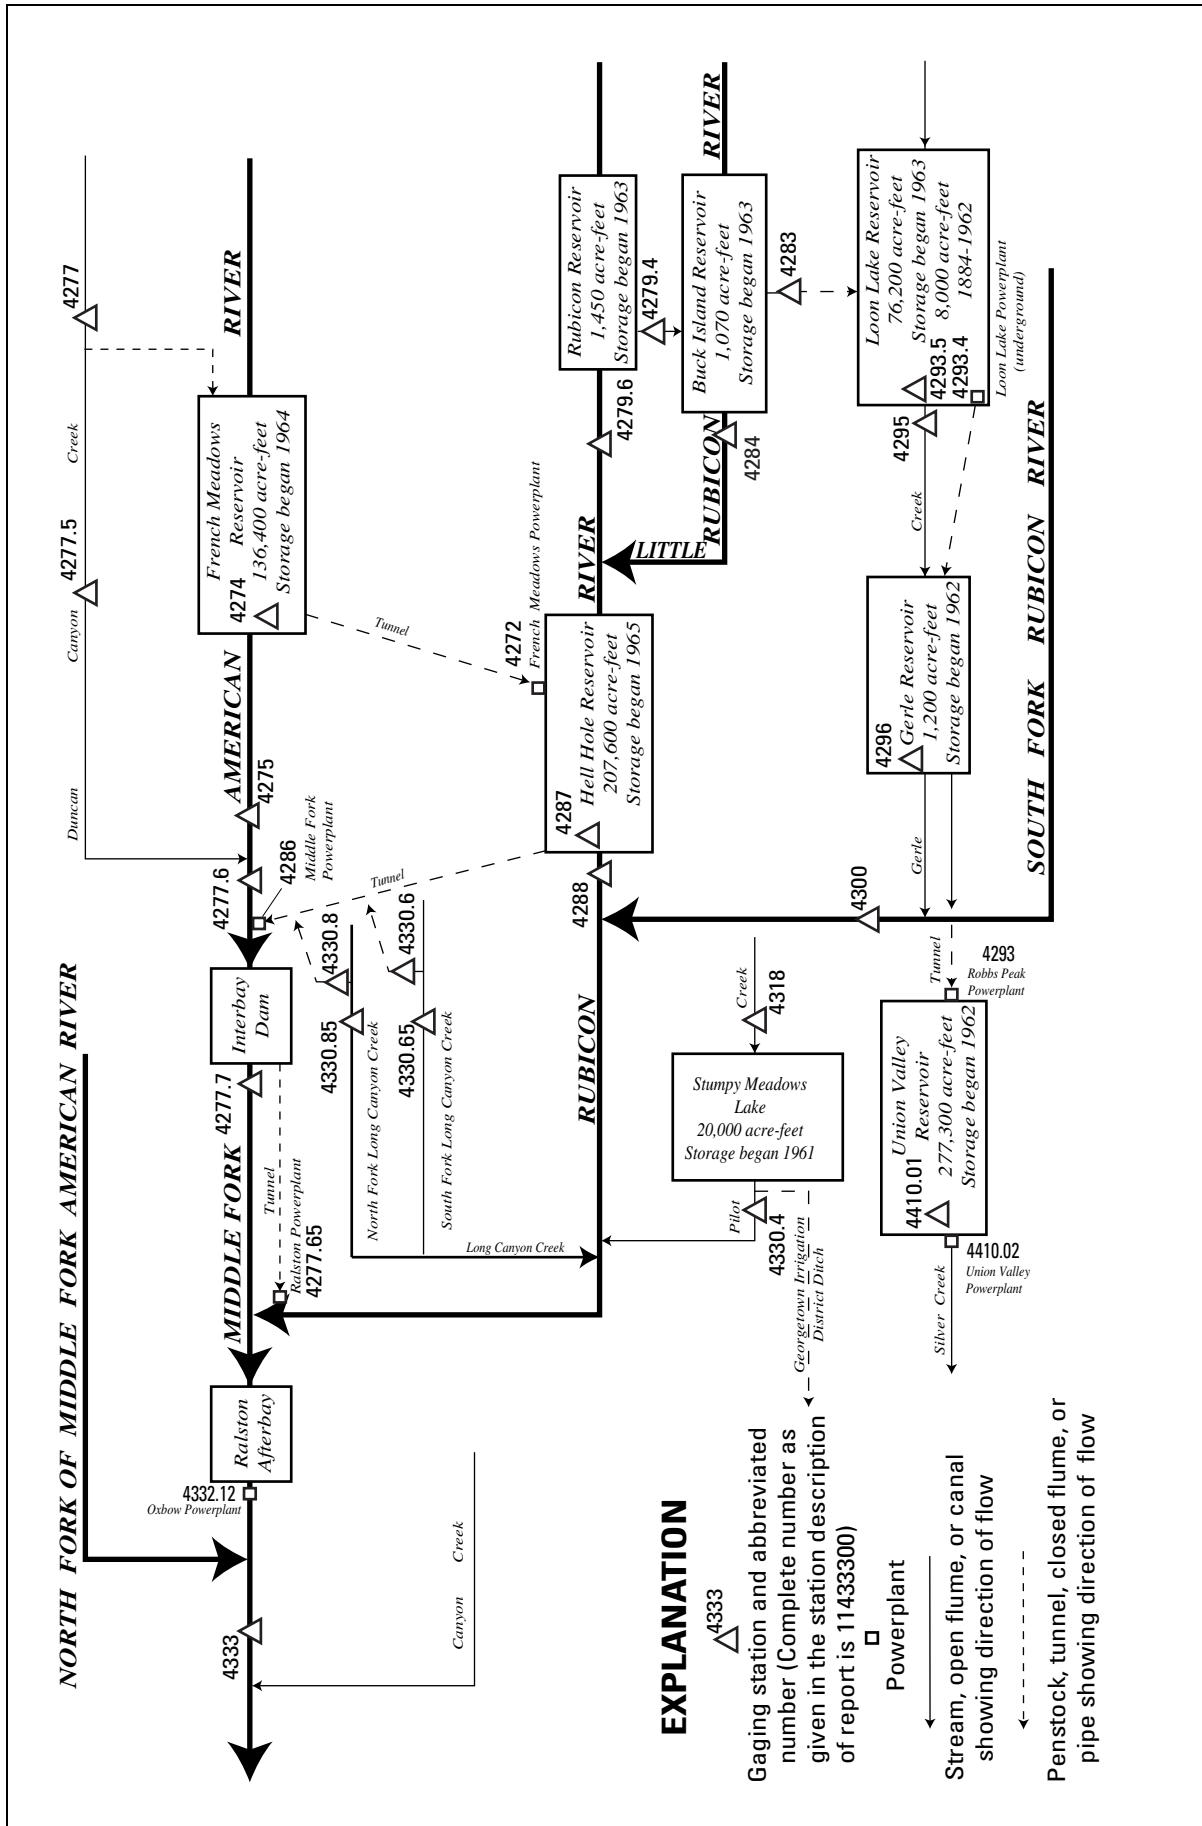 NORTH FORK OF MIDDLE FORK AMERICAN RIVER
Duncan
Canyon
Creek
4277.5
4277
MIDDLE FORK
AMERICAN
RIVER
French Meadows
Reservoir
136,400 acre-feet
Storage began 1964
4274
4275
4277.6
4286
Middle Fork
Powerplant
Interbay
Dam
4277.7
Tunnel
Ralston Powerplant
4277.65
Ralston
Afterbay
4332.12
Oxbow Powerplant
4333
Canyon
Creek
Tunnel
4272
French Meadows Powerplant
Tunnel
4330.8
4330.6
4330.85
4330.65
North Fork Long Canyon Creek
South Fork Long Canyon Creek
Long Canyon Creek
RUBICON
RIVER
Hell Hole Reservoir
207,600 acre-feet
Storage began 1965
4287
4288
4279.6
Rubicon Reservoir
1,450 acre-feet
Storage began 1963
4279.4
LITTLE
RUBICON
RIVER
4284
Buck Island Reservoir
1,070 acre-feet
Storage began 1963
4283
Loon Lake Reservoir
76,200 acre-feet
Storage began 1963
8,000 acre-feet
1884-1962
4293.5
4293.4
Loon Lake Powerplant
(underground)
4295
Creek
Gerle
Gerle Reservoir
1,200 acre-feet
Storage began 1962
4296
SOUTH FORK RUBICON RIVER
4300
Tunnel
4293
Robbs Peak
Powerplant
Union Valley
Reservoir
277,300 acre-feet
Storage began 1962
4410.01
4410.02
Union Valley
Powerplant
Silver Creek
Creek
Pilot
4318
Stumpy Meadows
Lake
20,000 acre-feet
Storage began 1961
4330.4
Georgetown Irrigation
District Ditch
EXPLANATION
4333
Gaging station and abbreviated
number (Complete number as
given in the station description
of report is 11433300)
Powerplant
Stream, open flume, or canal
showing direction of flow
Penstock, tunnel, closed flume, or
pipe showing direction of flow